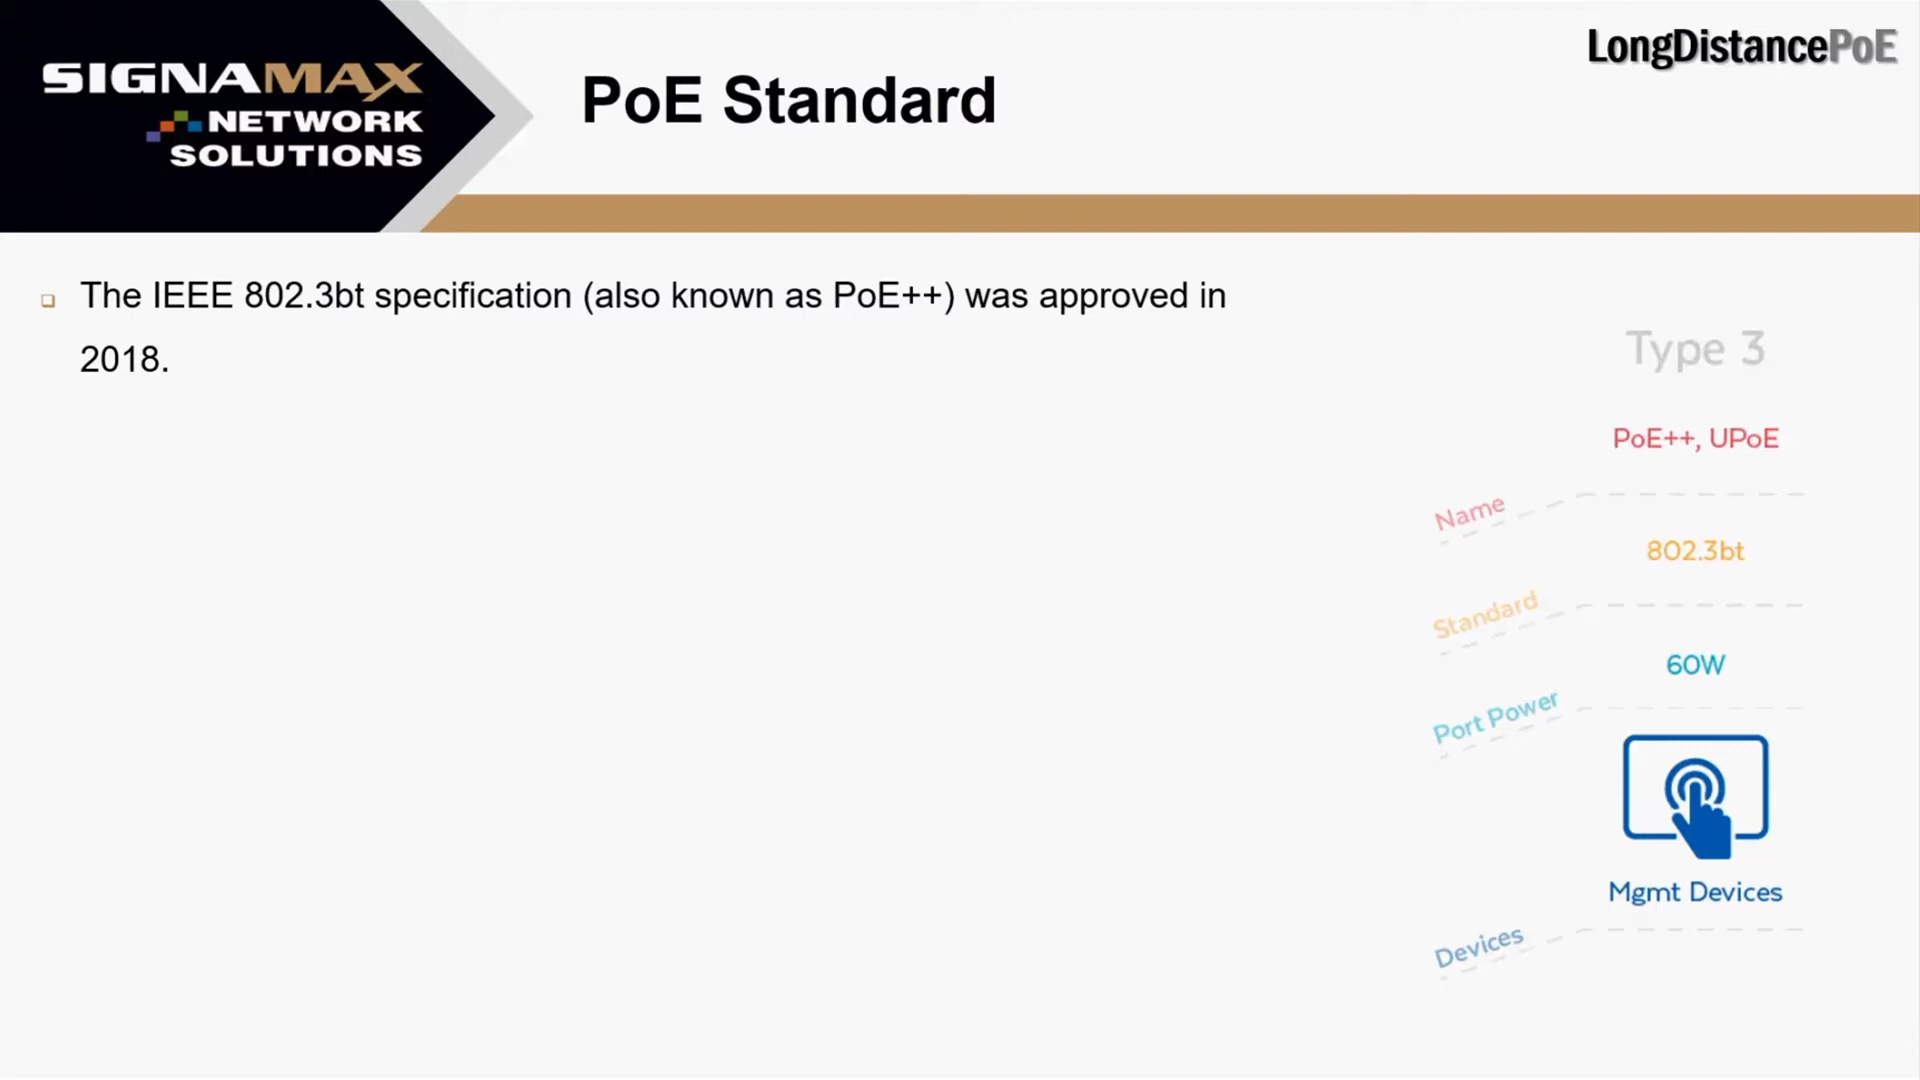 SIGNAMAX
NETWORK
SOLUTIONS
PoE Standard
LongDistancePoE
❑ The IEEE 802.3bt specification (also known as PoE++) was approved in
2018.
Type 3
PoE++, UPoE
Name
802.3bt
Standard
60W
Port Power
Mgmt Devices
Devices